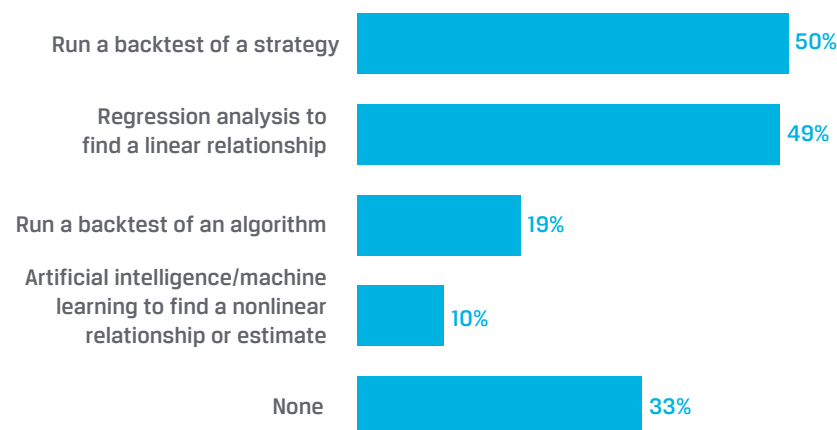 Run a backtest of a strategy
50%
Regression analysis to
find a linear relationship
49%
Run a backtest of an algorithm
19%
Artificial intelligence/machine
learning to find a nonlinear
relationship or estimate
10%
None
33%